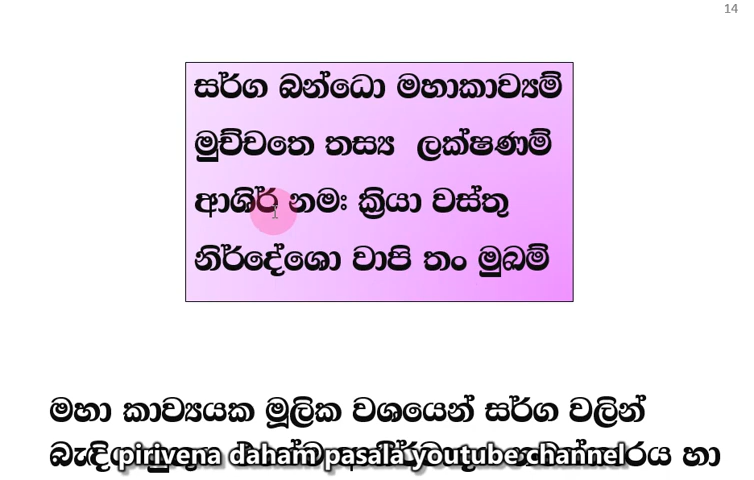 14
සර්ග බන්ධො මහාකාව්‍යම්
මුච්චතෙ තස්‍ය ලක්ෂණම්
ආශිර් නමඃ ක්‍රියා වස්තු
නිර්දේශො වාපි තං මුඛම්
මහා කාව්‍යයක මූලික වශයෙන් සර්ග වලින්
pirivena daham pasala youtube channel
හා